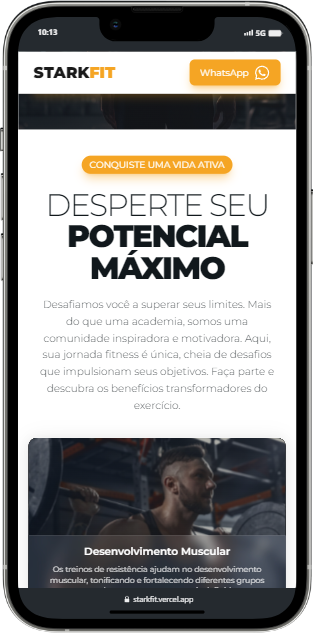 10:13
5G
STARKFIT
WhatsApp
CONQUISTE UMA VIDA ATIVA
DESPERTE SEU
POTENCIAL
MÁXIMO
Desafiamos você a superar seus limites. Mais
do que uma academia, somos uma
comunidade inspiradora e motivadora. Aqui,
sua jornada fitness é única, cheia de desafios
que impulsionam seus objetivos. Faça parte e
descubra os benefícios transformadores do
exercício.
Desenvolvimento Muscular
Os treinos de resistência ajudam no desenvolvimento
muscular, tonificando e fortalecendo diferentes grupos
starkfit.vercel.app